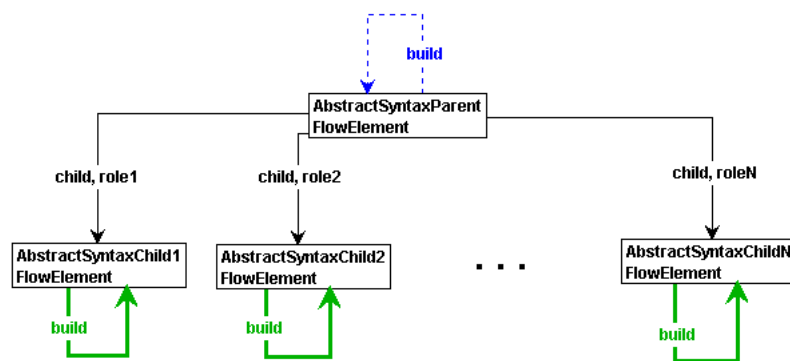 build
AbstractSyntaxParent
FlowElement
child, role1
child, role2
child, roleN
AbstractSyntaxChild1
FlowElement
AbstractSyntaxChild2
FlowElement
. . .
AbstractSyntaxChildN
FlowElement
build
build
build